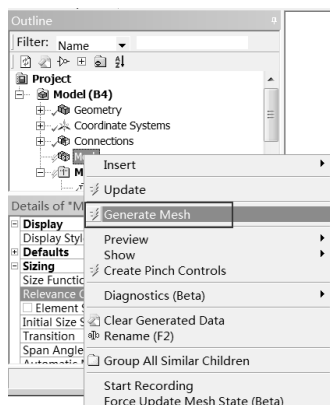 Outline
Filter: Name
Project
Model (B4)
Geometry
Coordinate Systems
Connections
Insert
Update
Generate Mesh
Preview
Show
Create Pinch Controls
Diagnostics (Beta)
Clear Generated Data
Rename (F2)
Group All Similar Children
Start Recording
Force Update Mesh State (Beta)
Details of "M
Display
Display Styl
Defaults
Sizing
Size Functio
Relevance C
Element S
Initial Size S
Transition
Span Angle